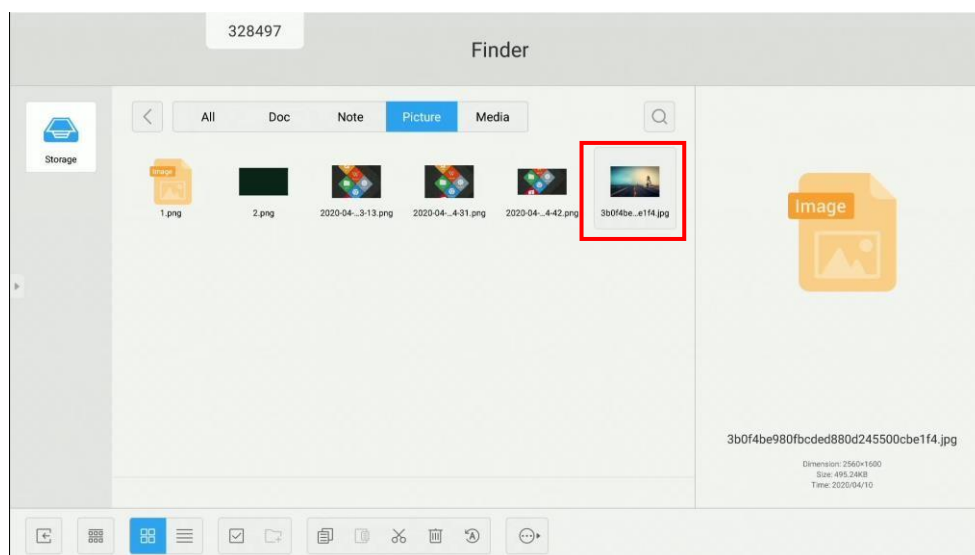 328497
Finder
Storage
All Doc Note Picture Media
Image
1.png 2.png 2020-04-...3-13.png 2020-04-...4-31.png 2020-04-...4-42.png 3b0f4be...e1f4.jpg
Image
3b0f4be980fbcded880d245500cbe1f4.jpg
Dimension: 2560×1600
Size: 495.24KB
Time: 2020/04/10